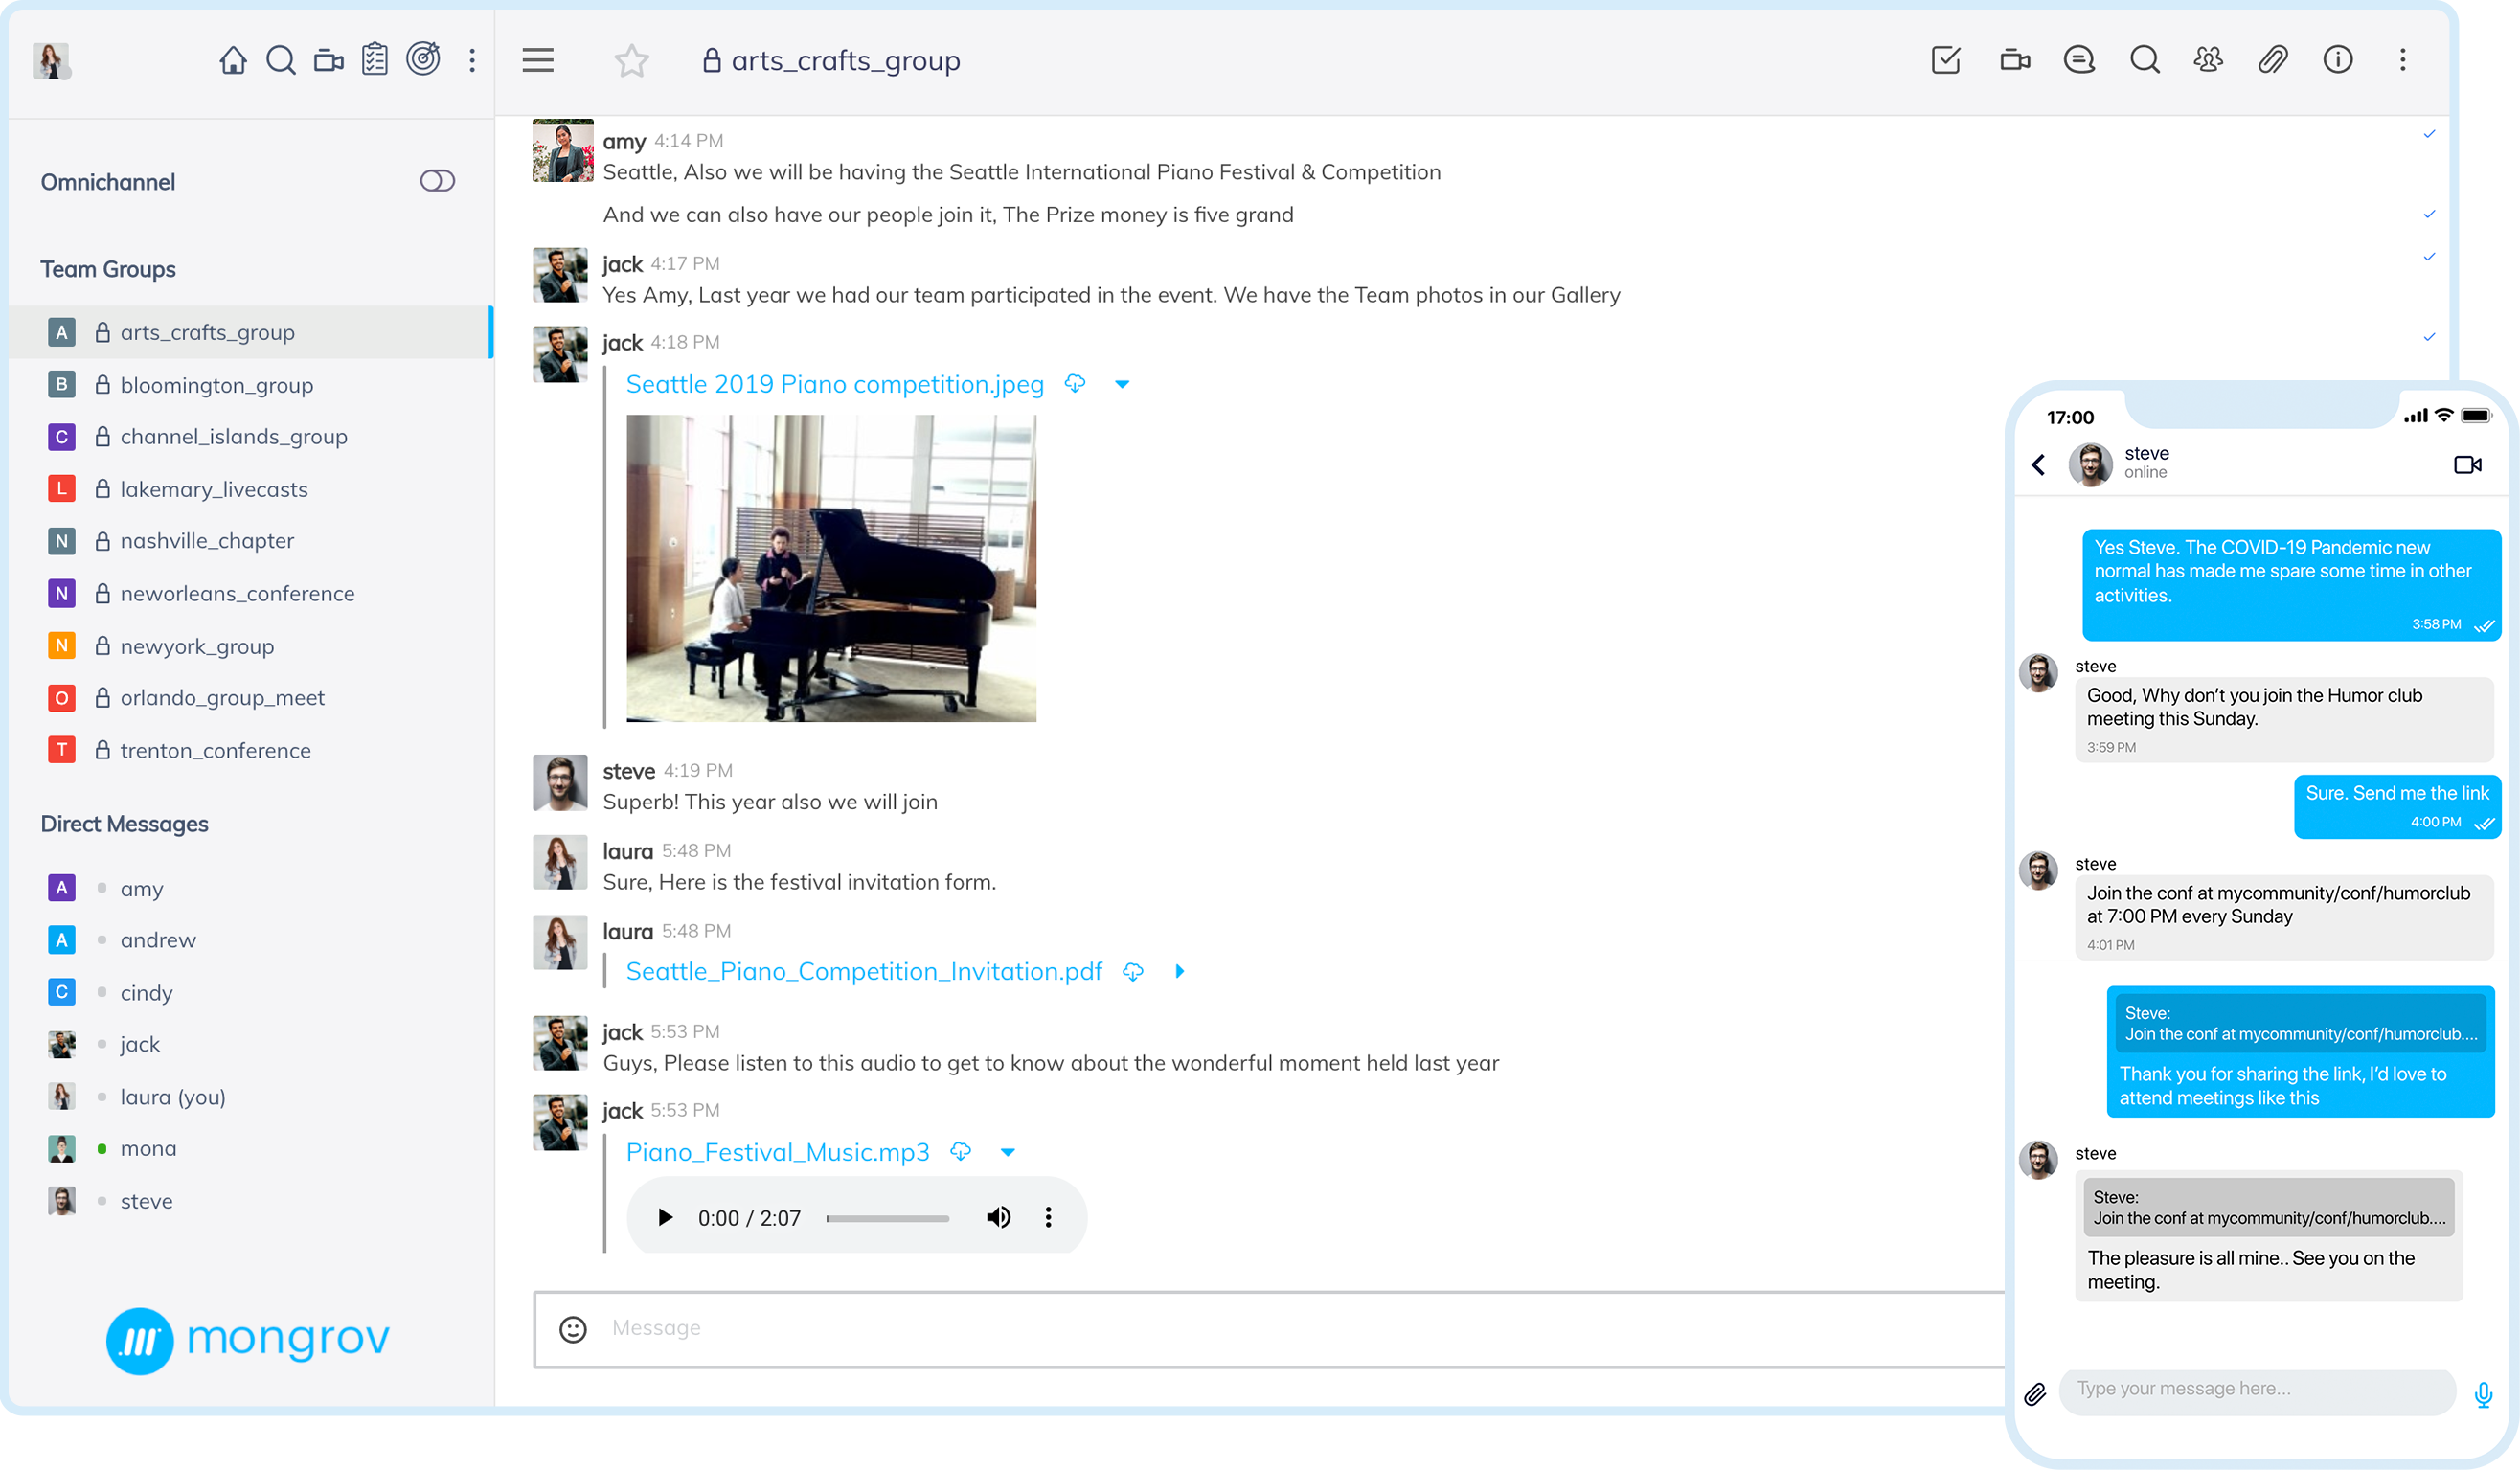 arts_crafts_group
Omnichannel
Team Groups
A arts_crafts_group
B bloomington_group
C channel_islands_group
L lakemary_livecasts
N nashville_chapter
N neworleans_conference
N newyork_group
O orlando_group_meet
T trenton_conference
Direct Messages
A amy
A andrew
C cindy
jack
laura (you)
mona
steve
mongrov
amy 4:14 PM
Seattle, Also we will be having the Seattle International Piano Festival & Competition
And we can also have our people join it, The Prize money is five grand
jack 4:17 PM
Yes Amy, Last year we had our team participated in the event. We have the Team photos in our Gallery
jack 4:18 PM
Seattle 2019 Piano competition.jpeg
steve 4:19 PM
Superb! This year also we will join
laura 5:48 PM
Sure, Here is the festival invitation form.
laura 5:48 PM
Seattle_Piano_Competition_Invitation.pdf
jack 5:53 PM
Guys, Please listen to this audio to get to know about the wonderful moment held last year
jack 5:53 PM
Piano_Festival_Music.mp3
0:00 / 2:07
Message
17:00
steve
online
Yes Steve. The COVID-19 Pandemic new
normal has made me spare some time in other
activities.
3:58 PM
steve
Good, Why don’t you join the Humor club
meeting this Sunday.
3:59 PM
Sure. Send me the link
4:00 PM
steve
Join the conf at mycommunity/conf/humorclub
at 7:00 PM every Sunday
4:01 PM
Steve:
Join the conf at mycommunity/conf/humorclub....
Thank you for sharing the link, I’d love to
attend meetings like this
steve
Steve:
Join the conf at mycommunity/conf/humorclub....
The pleasure is all mine.. See you on the
meeting.
Type your message here...